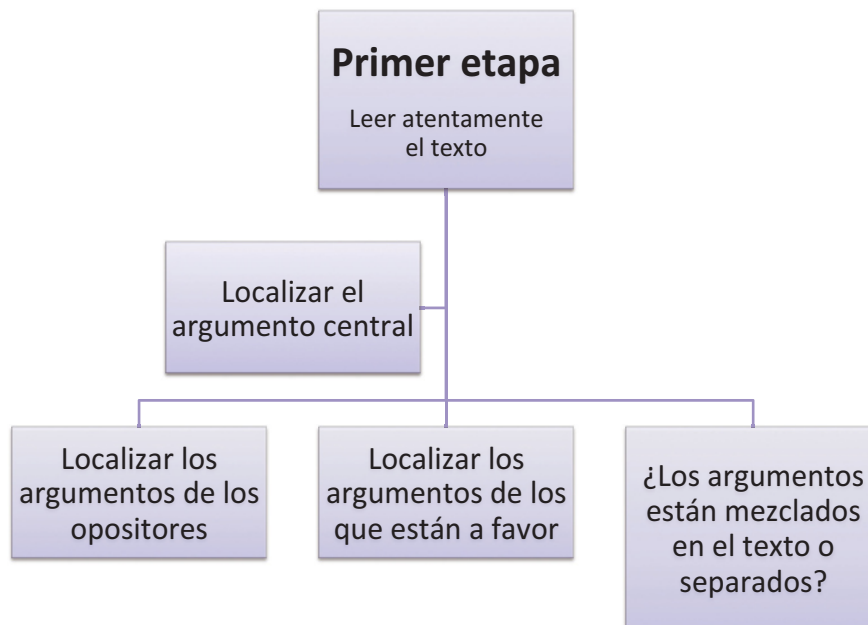 Primer etapa
Leer atentamente
el texto
Localizar el
argumento central
Localizar los
argumentos de los
opositores
Localizar los
argumentos de los
que están a favor
¿Los argumentos
están mezclados
en el texto o
separados?